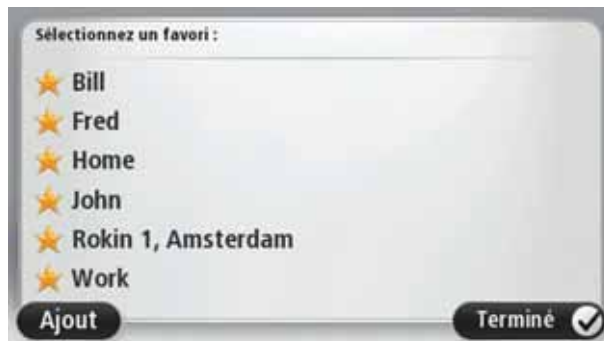 Sélectionnez un favori :
Bill
Fred
Home
John
Rokin 1, Amsterdam
Work
Ajout
Terminé